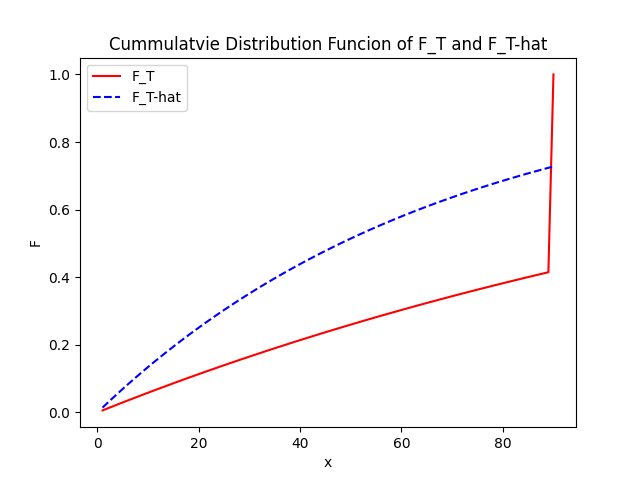 Cummulatvie Distribution Funcion of F_T and F_T-hat
F_T
F_T-hat
1.0
0.8
0.6
0.4
0.2
0.0
F
0 20 40 60 80
x